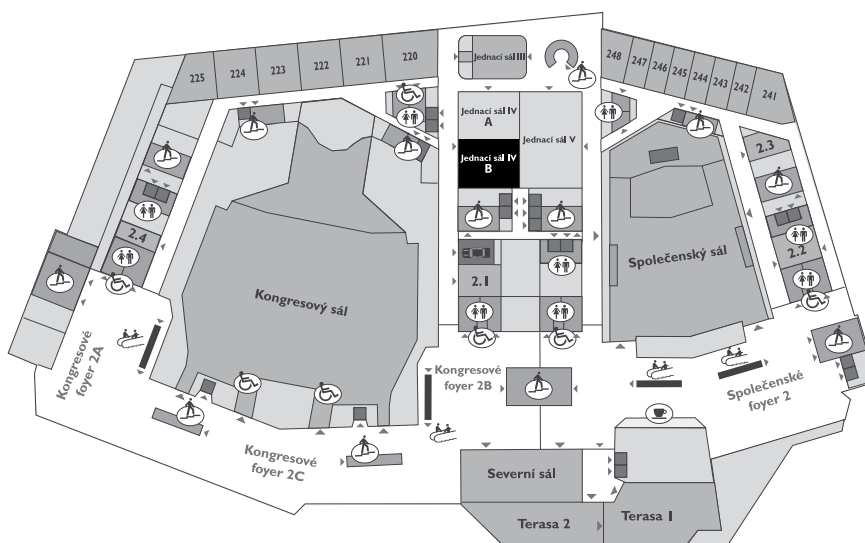 220
221
222
223
224
225
Jednací sál III
248
247
246
245
244
243
242
241
Jednací sál IV
A
Jednací sál V
Jednací sál IV
B
2.3
2.4
2.2
2.1
Společenský sál
Kongresový sál
Kongresové
foyer 2A
Kongresové
foyer 2B
Společenské
foyer 2
Kongresové
foyer 2C
Severní sál
Terasa 2
Terasa 1